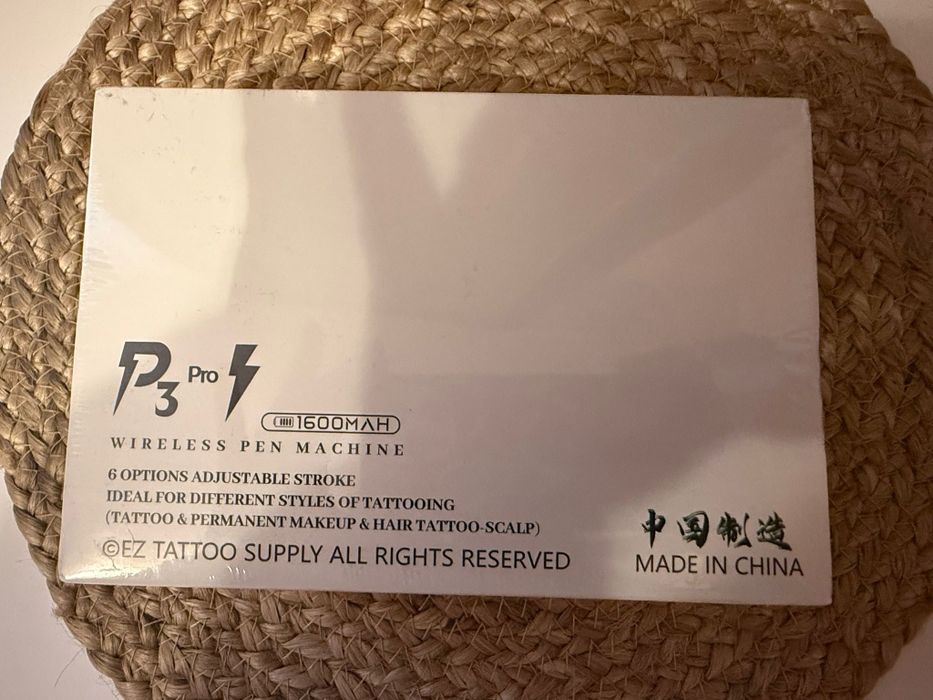 P3 Pro
1600MAH
WIRELESS PEN MACHINE
6 OPTIONS ADJUSTABLE STROKE
IDEAL FOR DIFFERENT STYLES OF TATTOOING
(TATTOO & PERMANENT MAKEUP & HAIR TATTOO-SCALP)
©EZ TATTOO SUPPLY ALL RIGHTS RESERVED
中国制造
MADE IN CHINA